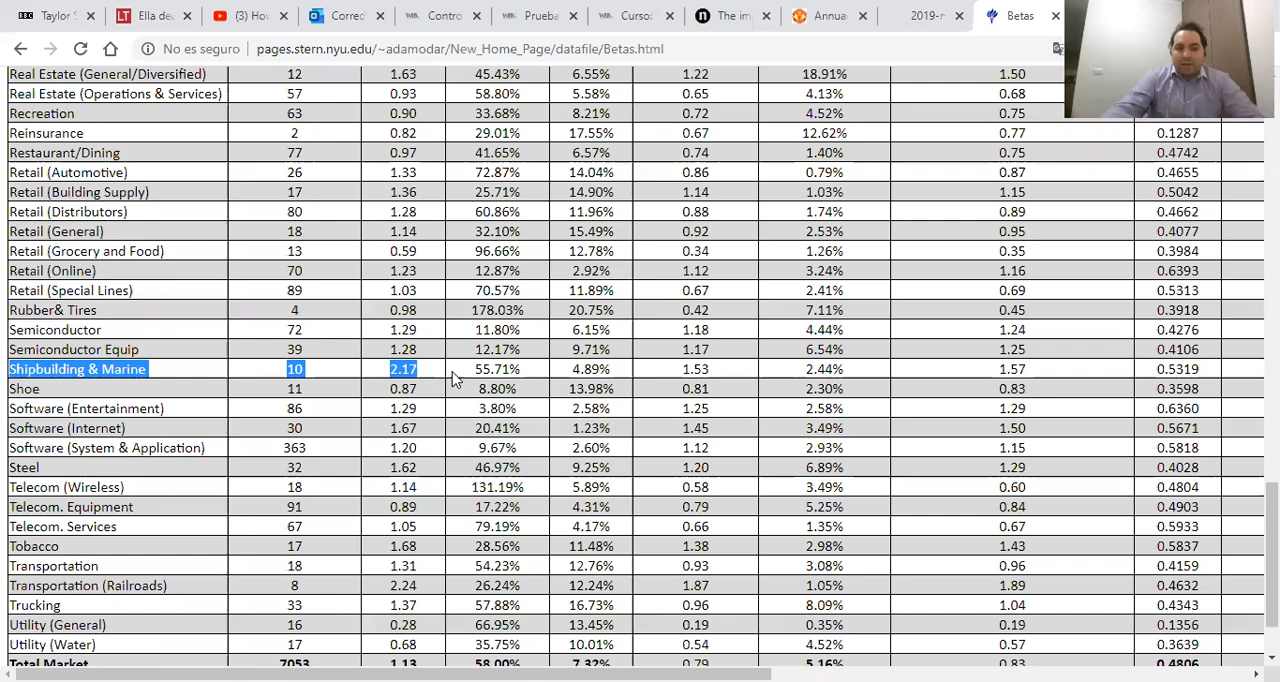 Taylor S
Ella de
(3) Ho
Correc
Contro
Prueba
Curso:
The im
Annua
2019-r
Betas
No es seguro
pages.stern.nyu.edu/~adamodar/New_Home_Page/datafile/Betas.html
Real Estate (General/Diversified) 12 1.63 45.43% 6.55% 1.22 18.91% 1.50
Real Estate (Operations & Services) 57 0.93 58.80% 5.58% 0.65 4.13% 0.68
Recreation 63 0.90 33.68% 8.21% 0.72 4.52% 0.75
Reinsurance 2 0.82 29.01% 17.55% 0.67 12.62% 0.77 0.1287
Restaurant/Dining 77 0.97 41.65% 6.57% 0.74 1.40% 0.75 0.4742
Retail (Automotive) 26 1.33 72.87% 14.04% 0.86 0.79% 0.87 0.4655
Retail (Building Supply) 17 1.36 25.71% 14.90% 1.14 1.03% 1.15 0.5042
Retail (Distributors) 80 1.28 60.86% 11.96% 0.88 1.74% 0.89 0.4662
Retail (General) 18 1.14 32.10% 15.49% 0.92 2.53% 0.95 0.4077
Retail (Grocery and Food) 13 0.59 96.66% 12.78% 0.34 1.26% 0.35 0.3984
Retail (Online) 70 1.23 12.87% 2.92% 1.12 3.24% 1.16 0.6393
Retail (Special Lines) 89 1.03 70.57% 11.89% 0.67 2.41% 0.69 0.5313
Rubber& Tires 4 0.98 178.03% 20.75% 0.42 7.11% 0.45 0.3918
Semiconductor 72 1.29 11.80% 6.15% 1.18 4.44% 1.24 0.4276
Semiconductor Equip 39 1.28 12.17% 9.71% 1.17 6.54% 1.25 0.4106
Shipbuilding & Marine 10 2.17 55.71% 4.89% 1.53 2.44% 1.57 0.5319
Shoe 11 0.87 8.80% 13.98% 0.81 2.30% 0.83 0.3598
Software (Entertainment) 86 1.29 3.80% 2.58% 1.25 2.58% 1.29 0.6360
Software (Internet) 30 1.67 20.41% 1.23% 1.45 3.49% 1.50 0.5671
Software (System & Application) 363 1.20 9.67% 2.60% 1.12 2.93% 1.15 0.5818
Steel 32 1.62 46.97% 9.25% 1.20 6.89% 1.29 0.4028
Telecom (Wireless) 18 1.14 131.19% 5.89% 0.58 3.49% 0.60 0.4804
Telecom. Equipment 91 0.89 17.22% 4.31% 0.79 5.25% 0.84 0.4903
Telecom. Services 67 1.05 79.19% 4.17% 0.66 1.35% 0.67 0.5933
Tobacco 17 1.68 28.56% 11.48% 1.38 2.98% 1.43 0.5837
Transportation 18 1.31 54.23% 12.76% 0.93 3.08% 0.96 0.4159
Transportation (Railroads) 8 2.24 26.24% 12.24% 1.87 1.05% 1.89 0.4632
Trucking 33 1.37 57.88% 16.73% 0.96 8.09% 1.04 0.4343
Utility (General) 16 0.28 66.95% 13.45% 0.19 0.35% 0.19 0.1356
Utility (Water) 17 0.68 35.75% 10.01% 0.54 4.52% 0.57 0.3639
Total Market 7053 1.13 58.00% 7.32% 0.79 5.16% 0.83 0.4806